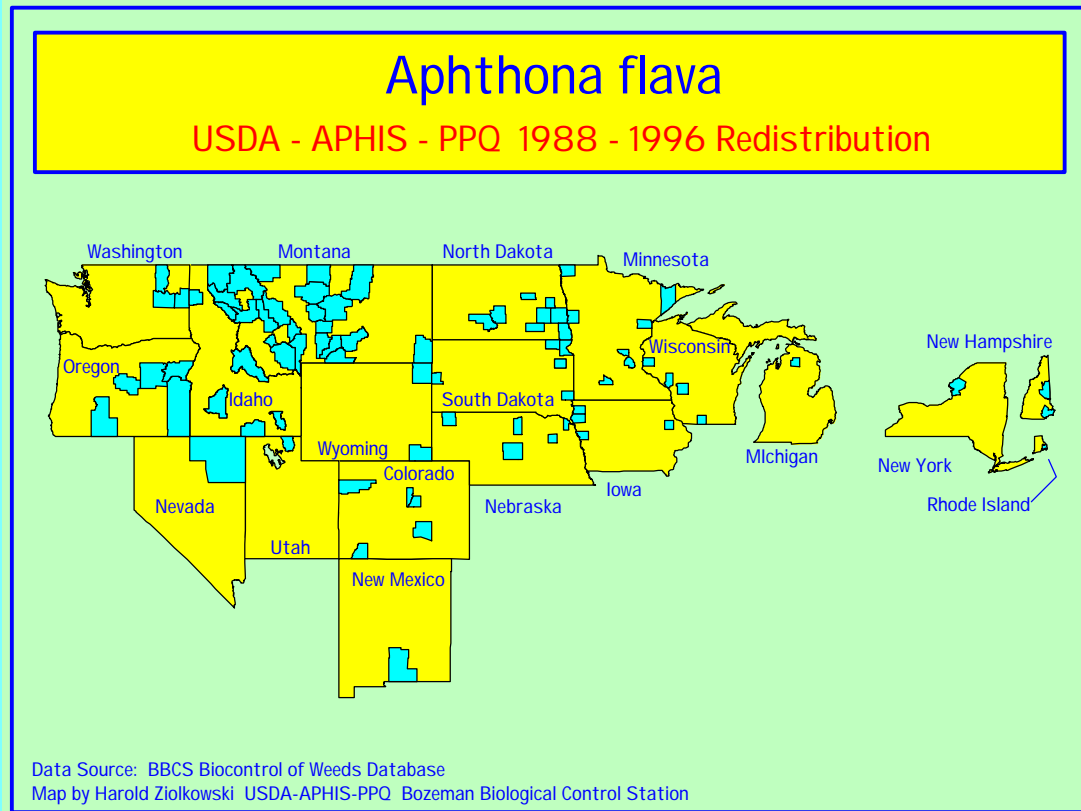 Aphthona flava
USDA - APHIS - PPQ 1988 - 1996 Redistribution
Washington
Montana
North Dakota
Minnesota
Oregon
Idaho
Wisconsin
New Hampshire
South Dakota
Wyoming
Colorado
MIchigan
New York
Nevada
Nebraska
Iowa
Rhode Island
Utah
New Mexico
Data Source: BBCS Biocontrol of Weeds Database
Map by Harold Ziolkowski USDA-APHIS-PPQ Bozeman Biological Control Station